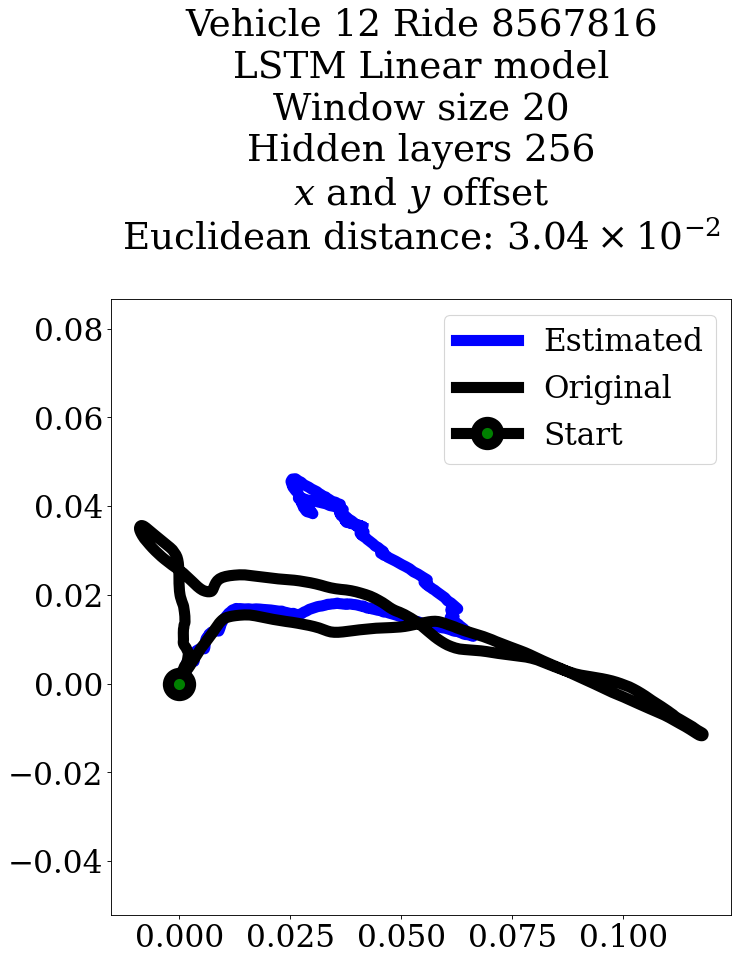 Vehicle 12 Ride 8567816
LSTM Linear model
Window size 20
Hidden layers 256
x and y offset
Euclidean distance: 3.04 × 10⁻²
Estimated
Original
Start
0.08
0.06
0.04
0.02
0.00
−0.02
−0.04
0.000 0.025 0.050 0.075 0.100